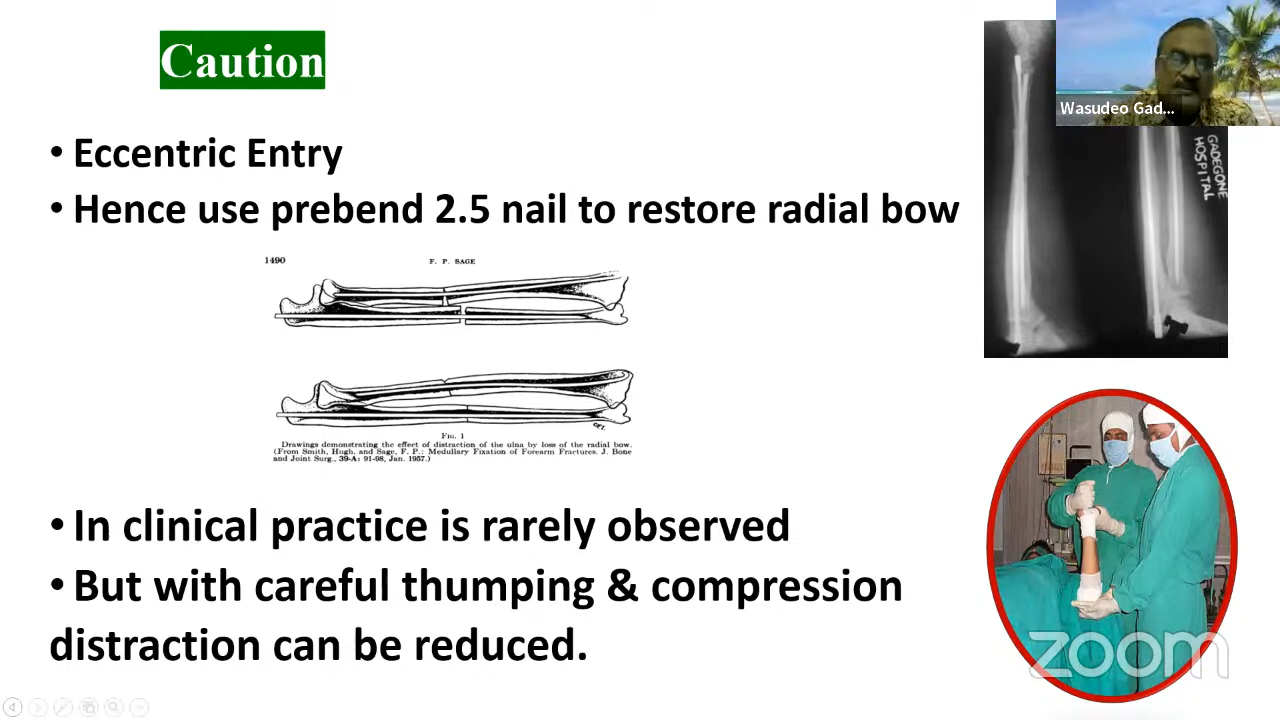 Caution
Wasudeo Gad...
GADEGONE
HOSPITAL
• Eccentric Entry
• Hence use prebend 2.5 nail to restore radial bow
1490 F. P. SAGE
FIG. 1
Drawings demonstrating the effect of distraction of the ulna by loss of the radial bow.
(From Smith, Hugh, and Sage, F. P.: Medullary Fixation of Forearm Fractures. J. Bone
and Joint Surg., 39-A: 91-98, Jan. 1957.)
• In clinical practice is rarely observed
• But with careful thumping & compression
distraction can be reduced.
zoom